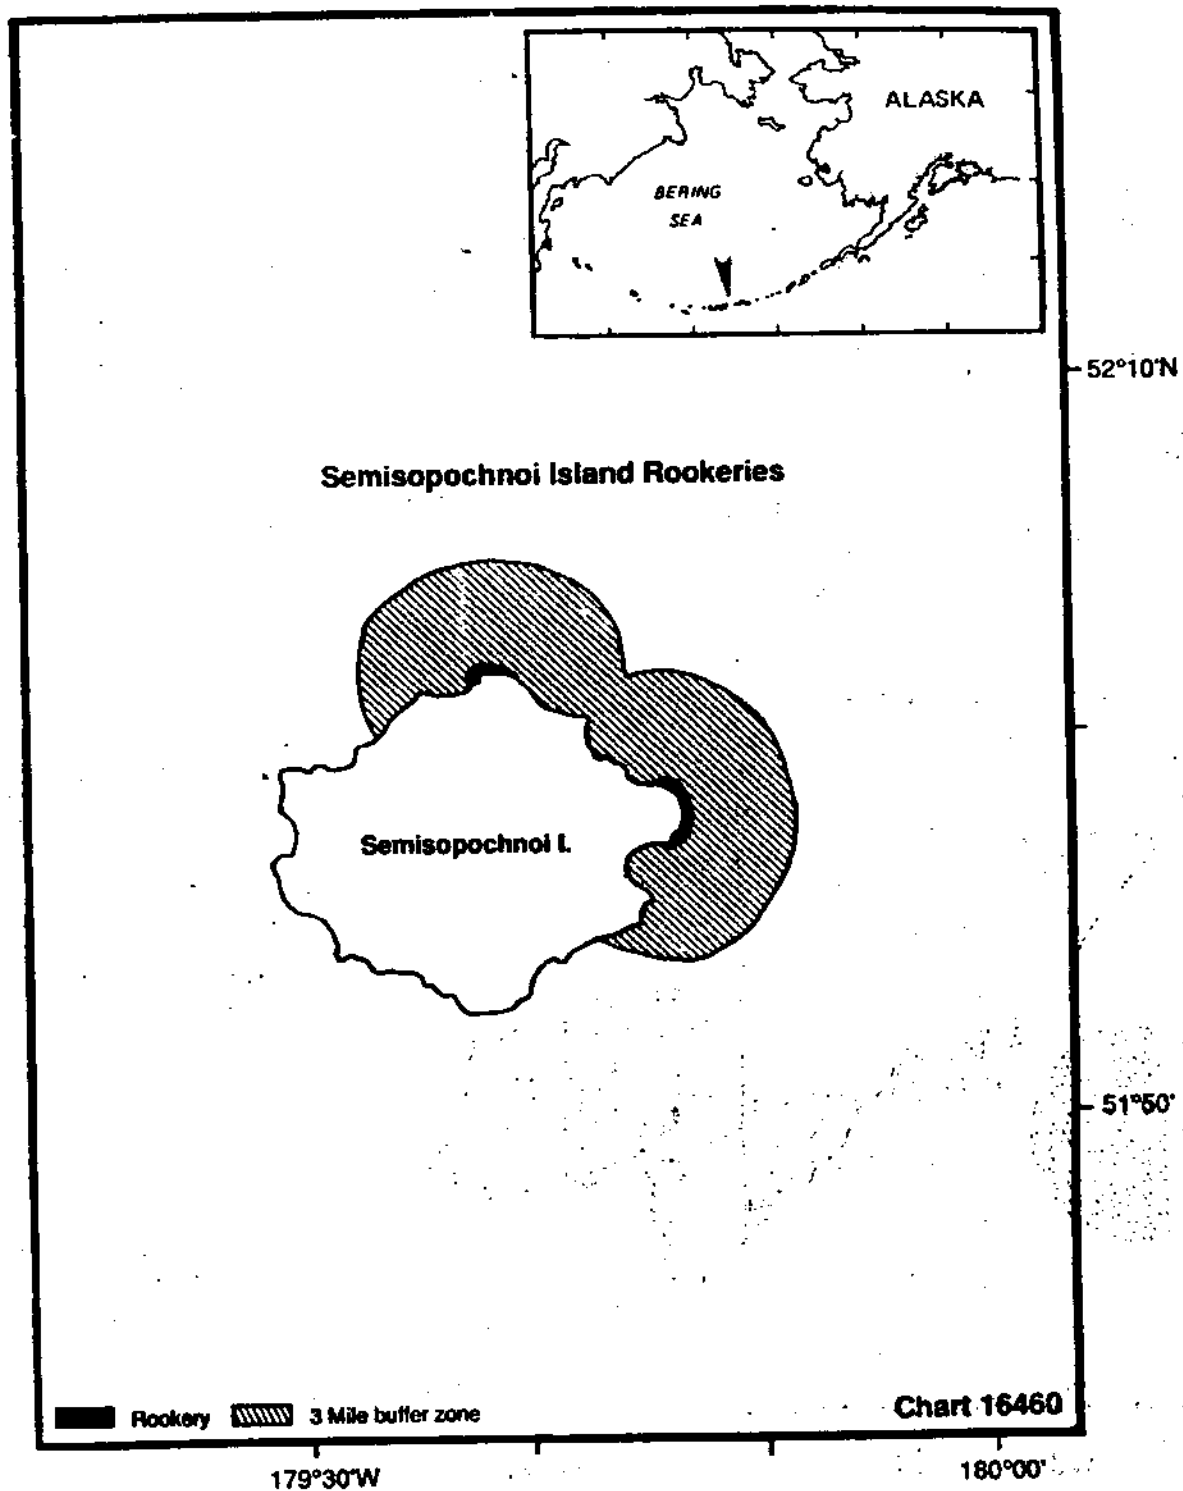 ALASKA
BERING
SEA
52°10'N
Semisopochnoi Island Rookeries
Semisopochnoi I.
51°50'
Rookery
3 Mile buffer zone
Chart 16460
179°30'W
180°00'